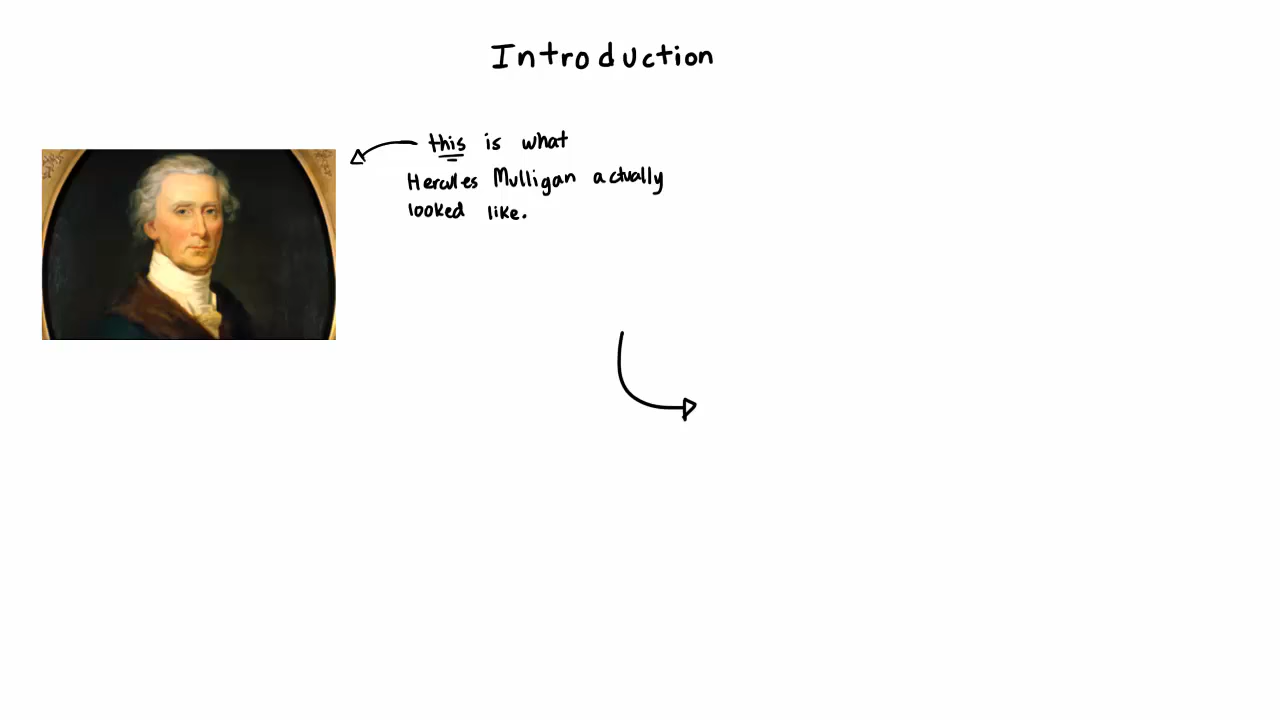 Introduction
this is what
Hercules Mulligan actually
looked like.